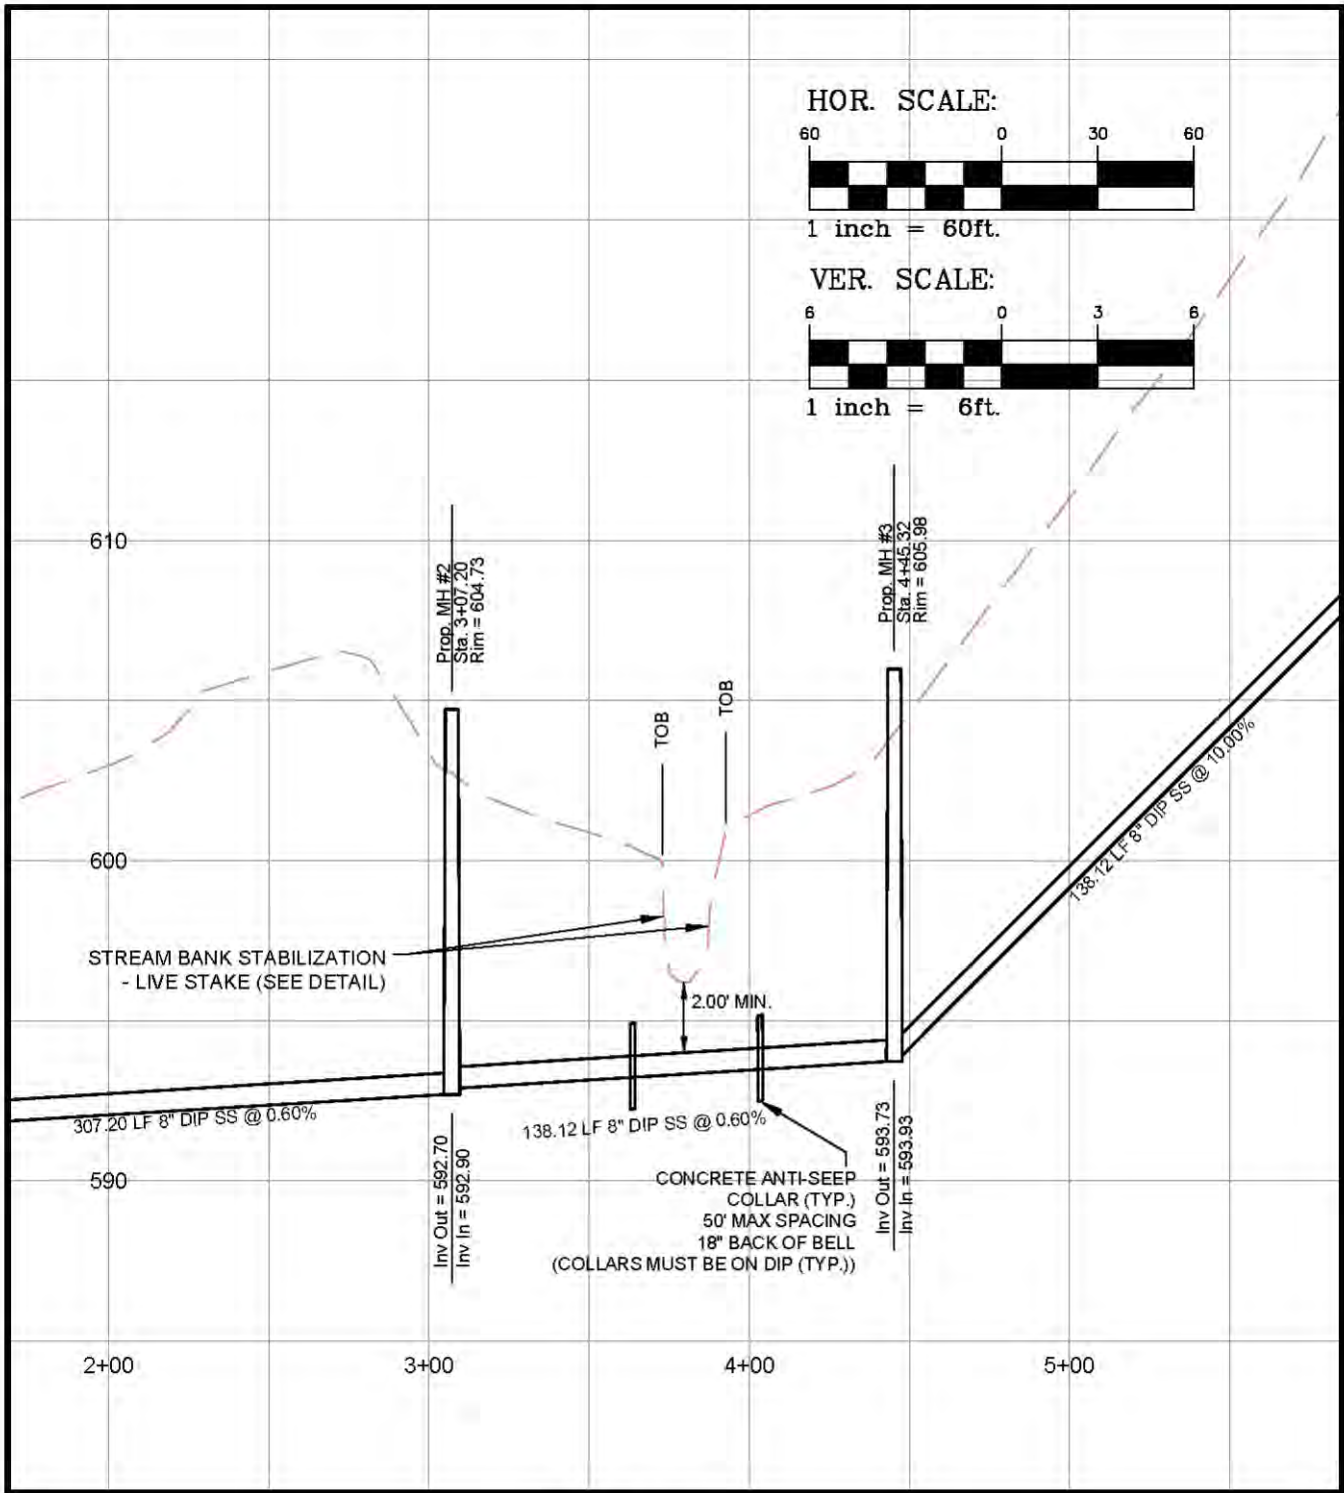 HOR. SCALE:
60 0 30 60
1 inch = 60ft.
VER. SCALE:
6 0 3 6
1 inch = 6ft.
610
Prop. MH #2
Sta. 3+07.20
Rim = 604.73
Prop. MH #3
Sta. 4+45.32
Rim = 605.98
TOB
TOB
600
STREAM BANK STABILIZATION
- LIVE STAKE (SEE DETAIL)
2.00' MIN.
138.12 LF 8" DIP SS @ 10.00%
307.20 LF 8" DIP SS @ 0.60%
138.12 LF 8" DIP SS @ 0.60%
590
Inv Out = 592.70
Inv In = 592.90
CONCRETE ANTI-SEEP
COLLAR (TYP.)
50' MAX SPACING
18" BACK OF BELL
(COLLARS MUST BE ON DIP (TYP.))
Inv Out = 593.73
Inv In = 593.93
2+00 3+00 4+00 5+00